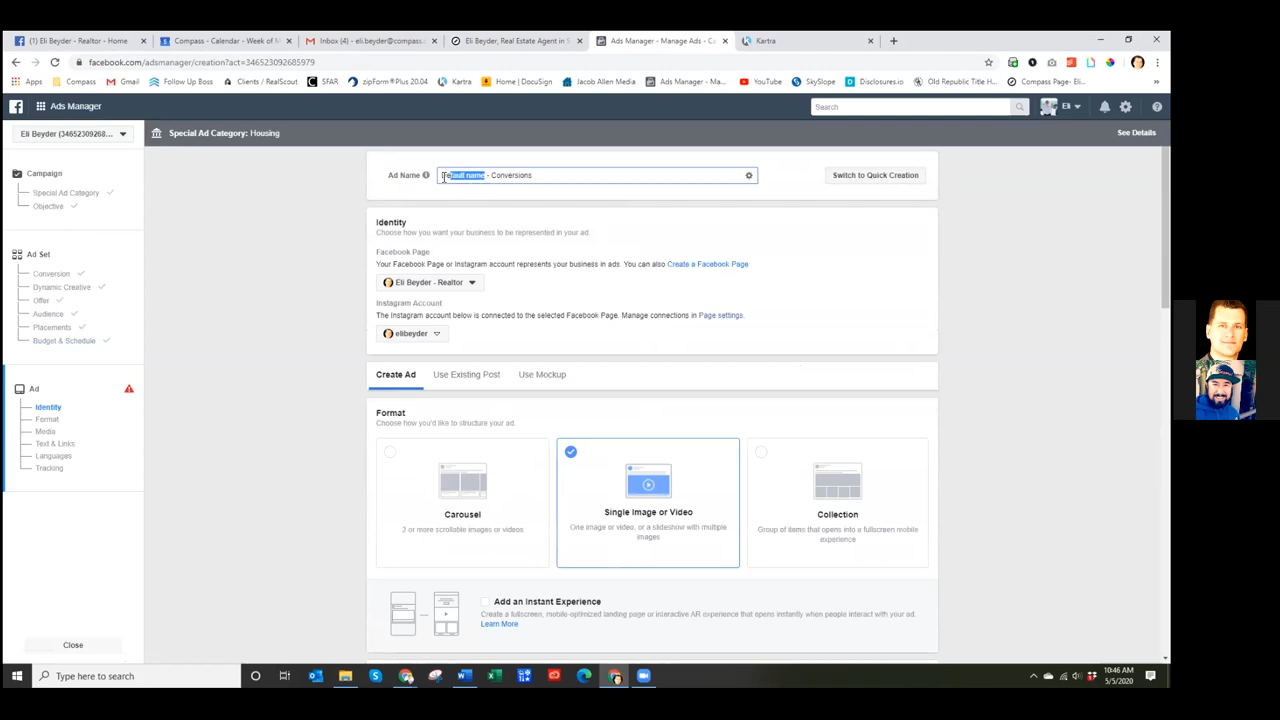 (1) Eli Beyder - Realtor - Home
Compass - Calendar - Week of M
Inbox (4) - eli.beyder@compass.
Eli Beyder, Real Estate Agent in S
Ads Manager - Manage Ads - Ca
Kartra
facebook.com/adsmanager/creation?act=346523092685979
Apps
Compass
Gmail
Follow Up Boss
Clients / RealScout
SFAR
zipForm®Plus 20.04
Kartra
Home | DocuSign
Jacob Allen Media
Ads Manager - Ma...
YouTube
SkySlope
Disclosures.io
Old Republic Title H...
Compass Page- Eli...
Ads Manager
Search
Eli
Eli Beyder (34652309268...
Special Ad Category: Housing
See Details
Campaign
Special Ad Category
Objective
Ad Set
Conversion
Dynamic Creative
Offer
Audience
Placements
Budget & Schedule
Ad
Identity
Format
Media
Text & Links
Languages
Tracking
Close
Ad Name
Default name - Conversions
Switch to Quick Creation
Identity
Choose how you want your business to be represented in your ad.
Facebook Page
Your Facebook Page or Instagram account represents your business in ads. You can also Create a Facebook Page
Eli Beyder - Realtor
Instagram Account
The Instagram account below is connected to the selected Facebook Page. Manage connections in Page settings.
elibeyder
Create Ad
Use Existing Post
Use Mockup
Format
Choose how you'd like to structure your ad.
Carousel
2 or more scrollable images or videos
Single Image or Video
One image or video, or a slideshow with multiple
images
Collection
Group of items that opens into a fullscreen mobile
experience
Add an Instant Experience
Create a fullscreen, mobile-optimized landing page or interactive AR experience that opens instantly when people interact with your ad.
Learn More
Type here to search
10:46 AM
5/5/2020